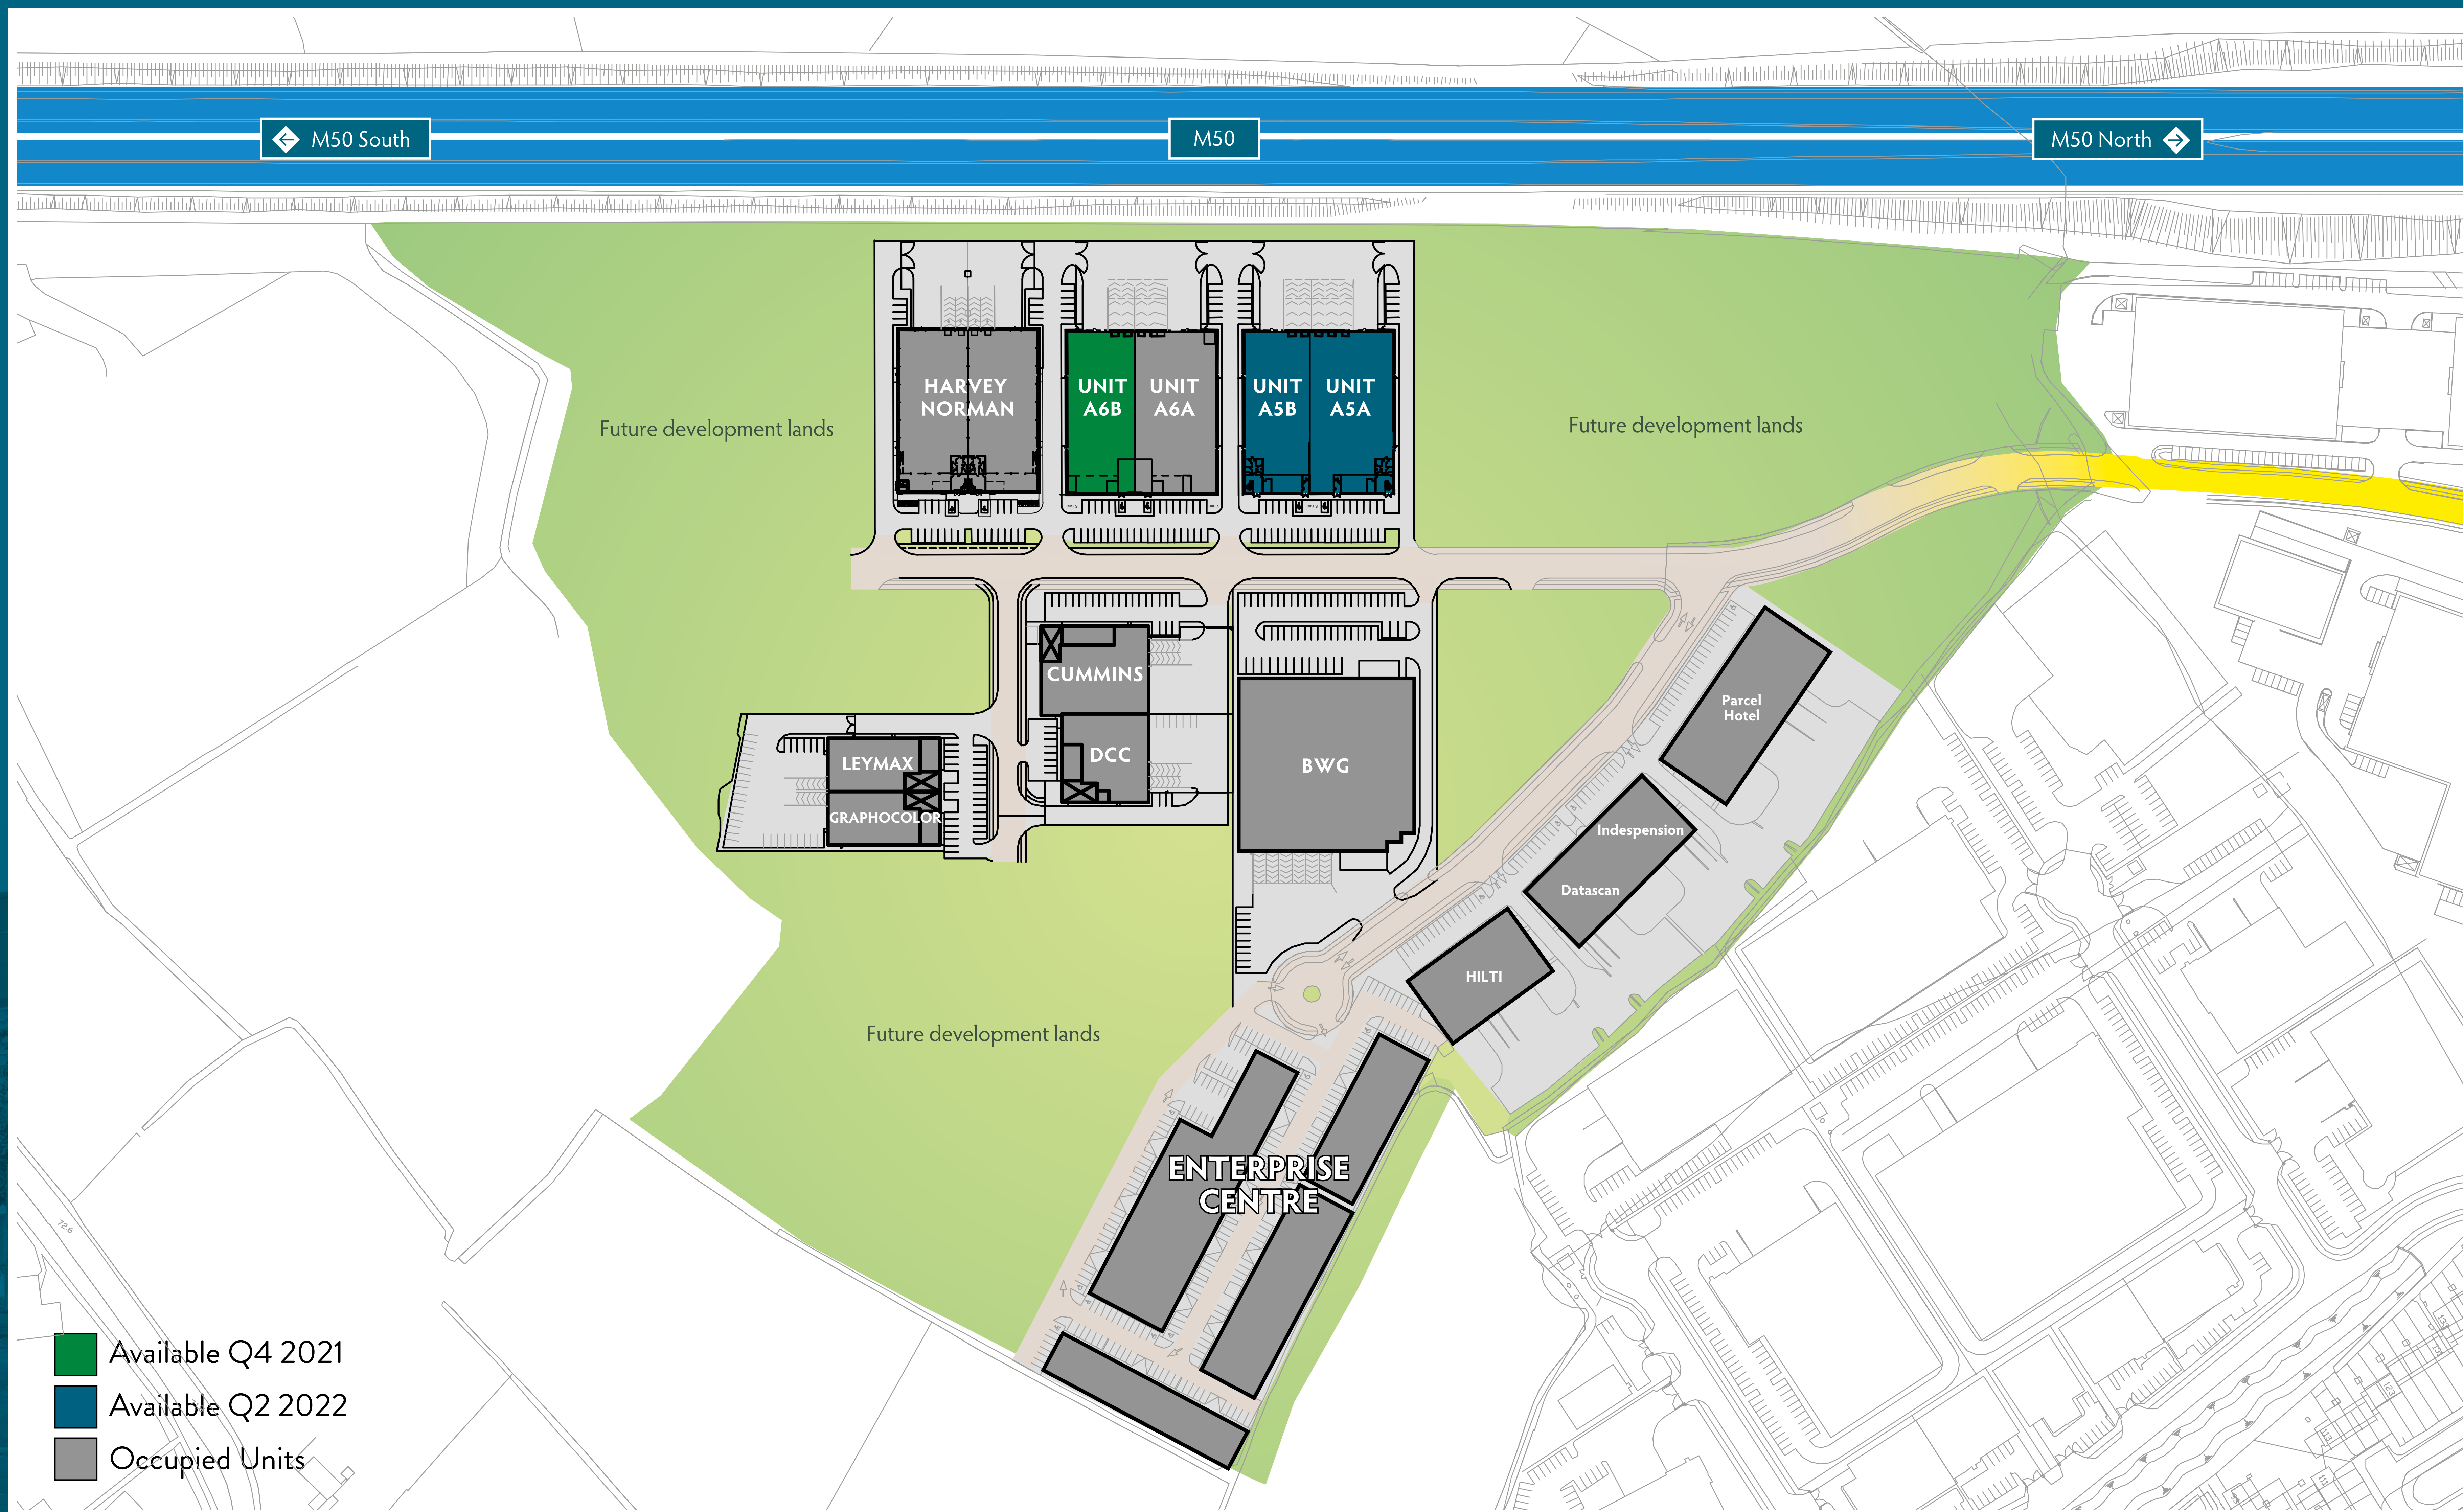 M50 South
M50
M50 North
HARVEY
NORMAN
UNIT
A6B
UNIT
A6A
UNIT
A5B
UNIT
A5A
Future development lands
Future development lands
CUMMINS
DCC
LEYMAX
GRAPHOCOLOR
BWG
Parcel
Hotel
Indespension
Datascan
HILTI
Future development lands
ENTERPRISE
CENTRE
72.6
Available Q4 2021
Available Q2 2022
Occupied Units